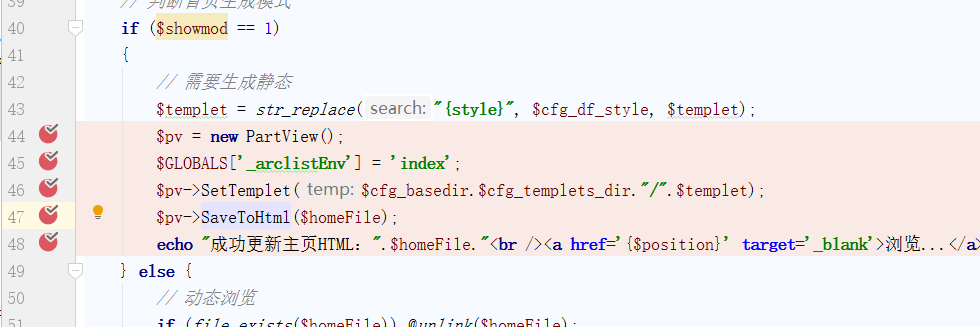 39 // 判断首页生成模式
40 if ($showmod == 1)
41 {
42 // 需要生成静态
43 $templet = str_replace( search: "{style}", $cfg_df_style, $templet);
44 $pv = new PartView();
45 $GLOBALS['_arclistEnv'] = 'index';
46 $pv->SetTemplet( temp: $cfg_basedir.$cfg_templets_dir."/".$templet);
47 $pv->SaveToHtml($homeFile);
48 echo "成功更新主页HTML：".$homeFile."<br /><a href='{$position}' target='_blank'>浏览...</a>
49 } else {
50 // 动态浏览
51 if (file_exists($homeFile)) @unlink($homeFile);